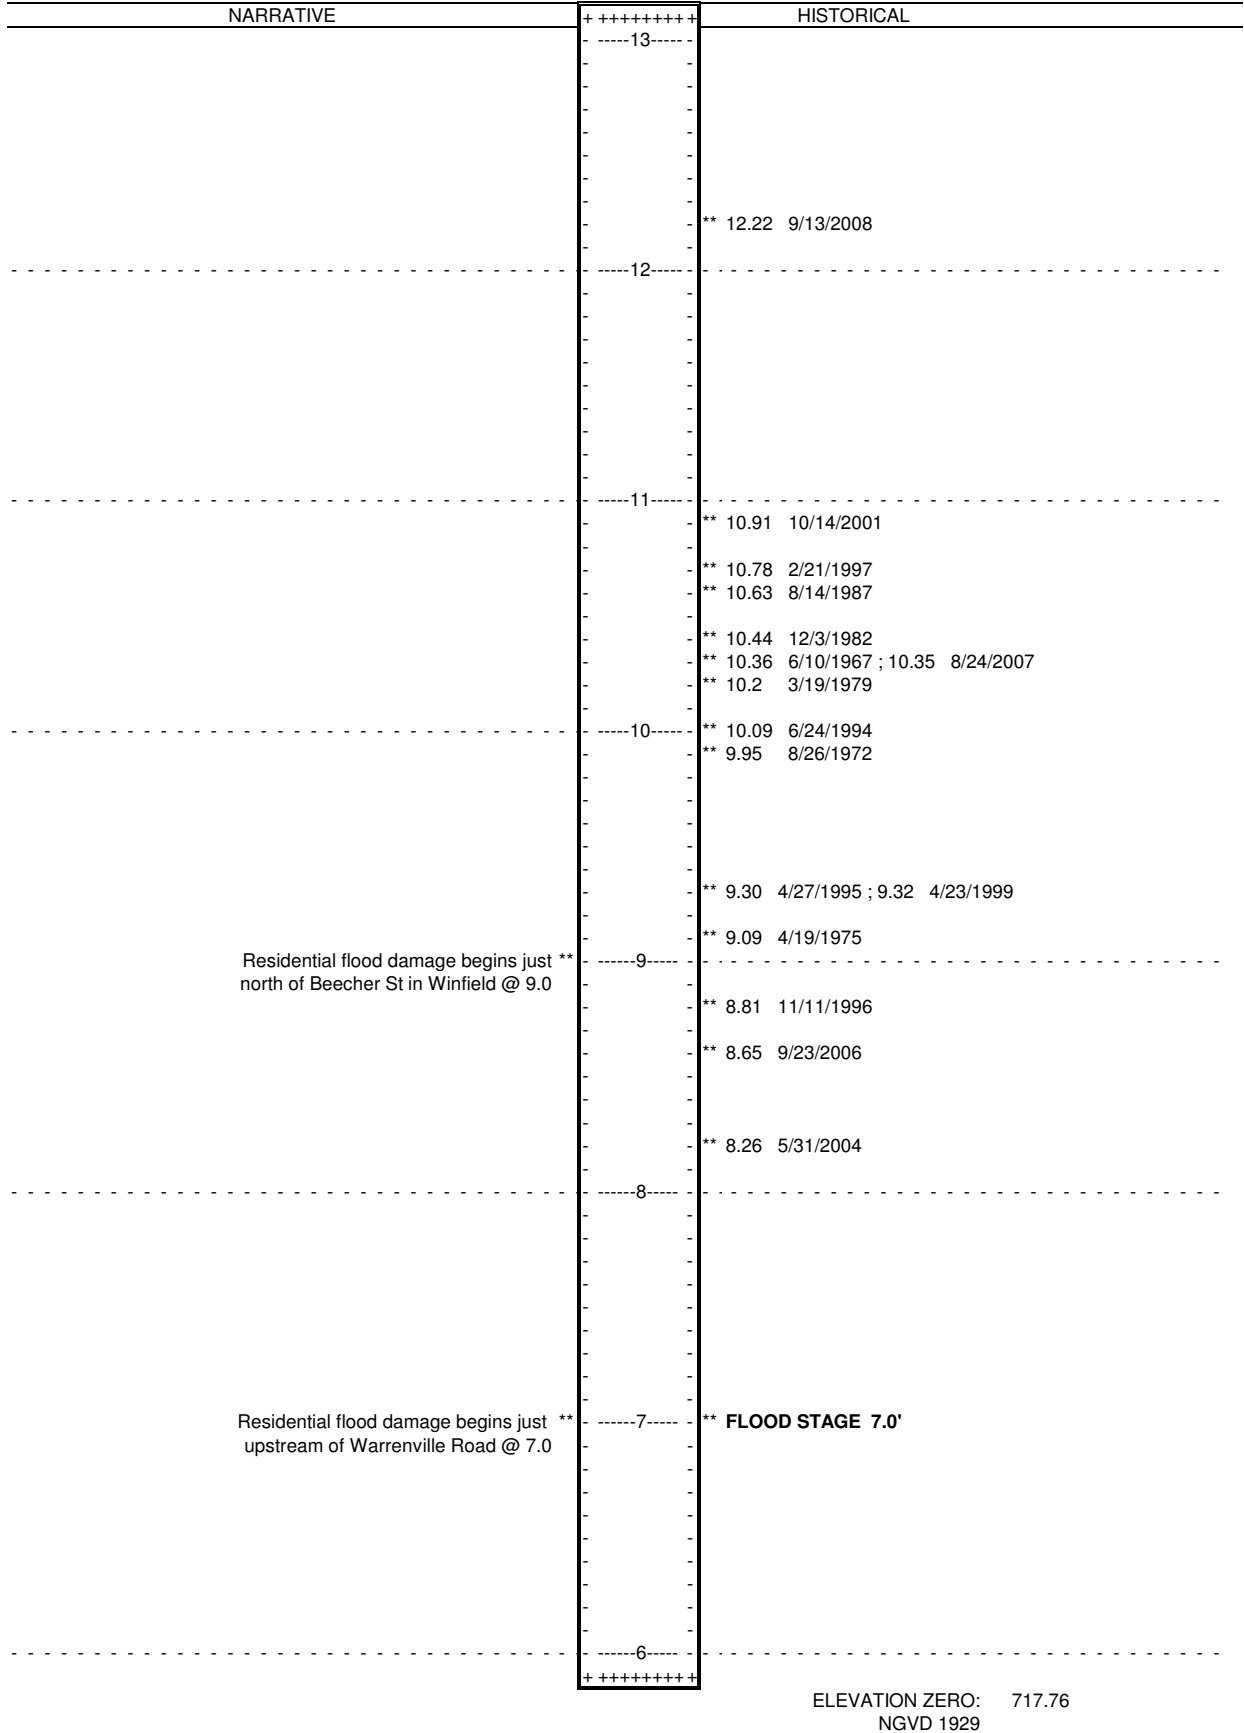 NARRATIVE + +++++++++ HISTORICAL
- -----13----- -
** 12.22 9/13/2008
- -----12----- -
- -----11----- -
** 10.91 10/14/2001
** 10.78 2/21/1997
** 10.63 8/14/1987
** 10.44 12/3/1982
** 10.36 6/10/1967 ; 10.35 8/24/2007
** 10.2 3/19/1979
- -----10----- - ** 10.09 6/24/1994
** 9.95 8/26/1972
** 9.30 4/27/1995 ; 9.32 4/23/1999
** 9.09 4/19/1975
Residential flood damage begins just ** - ------9----- -
north of Beecher St in Winfield @ 9.0
** 8.81 11/11/1996
** 8.65 9/23/2006
** 8.26 5/31/2004
- ------8----- -
Residential flood damage begins just ** - ------7----- - ** FLOOD STAGE 7.0'
upstream of Warrenville Road @ 7.0
- ------6----- -
+ +++++++++
ELEVATION ZERO: 717.76
NGVD 1929